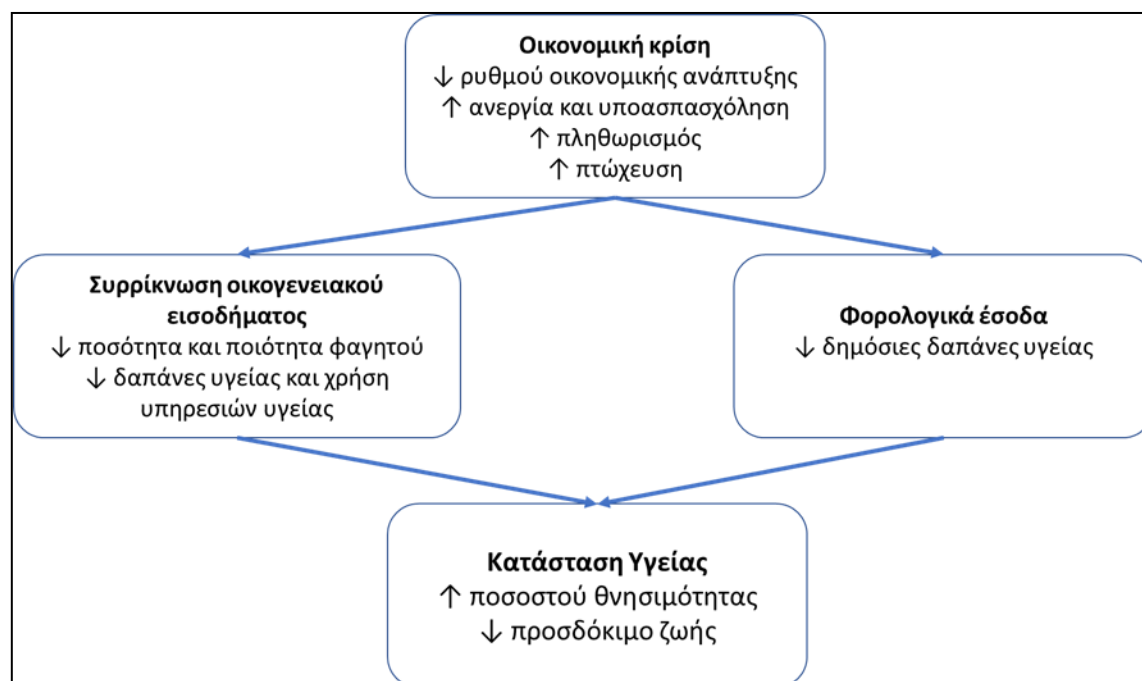 Οικονομική κρίση
↓ ρυθμού οικονομικής ανάπτυξης
↑ ανεργία και υποασπασχόληση
↑ πληθωρισμός
↑ πτώχευση
Συρρίκνωση οικογενειακού
εισοδήματος
↓ ποσότητα και ποιότητα φαγητού
↓ δαπάνες υγείας και χρήση
υπηρεσιών υγείας
Φορολογικά έσοδα
↓ δημόσιες δαπάνες υγείας
Κατάσταση Υγείας
↑ ποσοστού θνησιμότητας
↓ προσδόκιμο ζωής